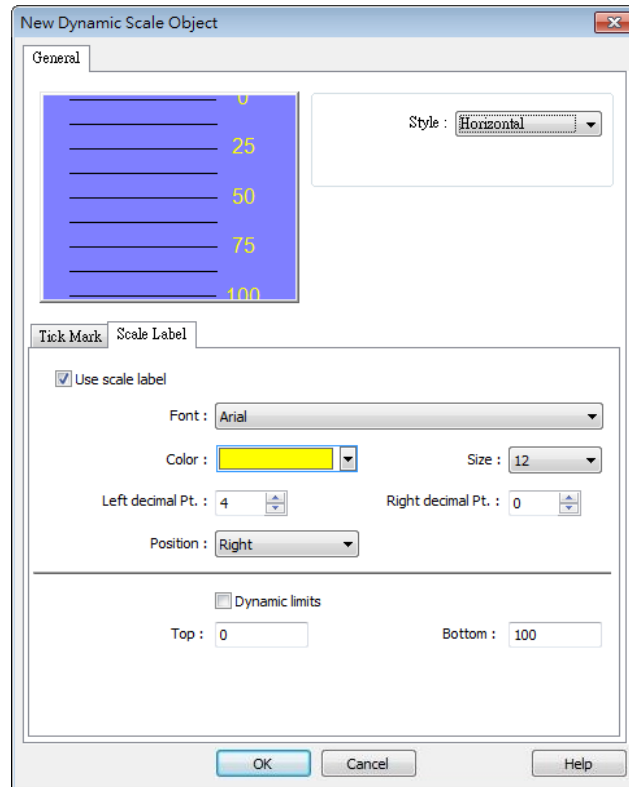 New Dynamic Scale Object
General
0
25
50
75
100
Style : Horizontal
Tick Mark Scale Label
Use scale label
Font : Arial
Color : Size : 12
Left decimal Pt. : 4 Right decimal Pt. : 0
Position : Right
Dynamic limits
Top : 0 Bottom : 100
OK Cancel Help